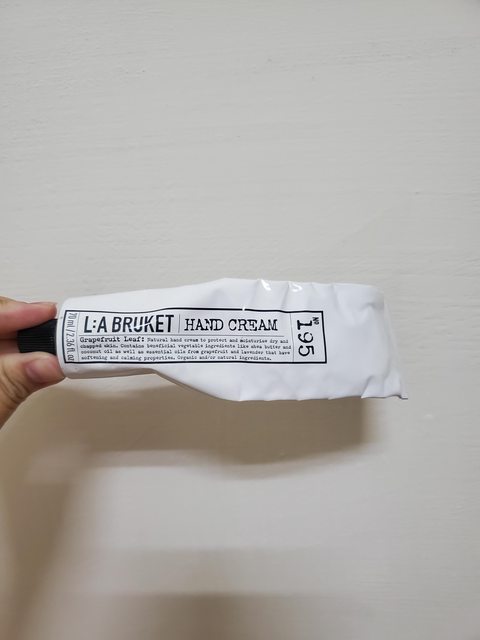 70ml / 2.36 fl
L:A BRUKET
HAND CREAM
No 195
Grapefruit Leaf: Natural hand cream to protect and moisturise dry and
chapped skin. Contains beneficial vegetable ingredients like shea butter and
coconut oil as well as essential oils from grapefruit and lavender that have
softening and calming properties. Organic and/or natural ingredients.